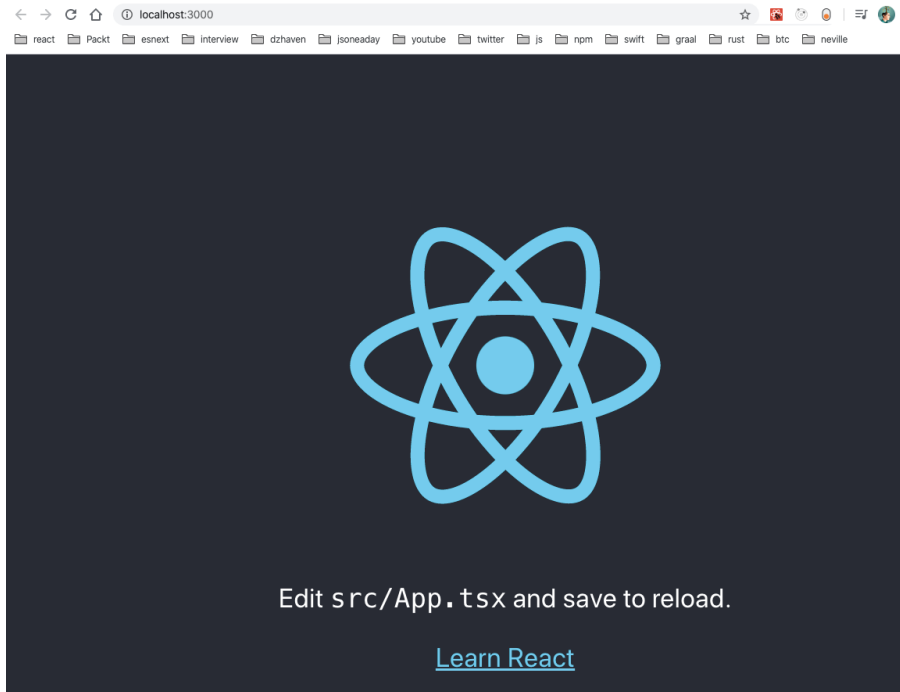 localhost:3000
react Packt esnext interview dzhaven jsoneaday youtube twitter js npm swift graal rust btc neville
Edit src/App.tsx and save to reload.
Learn React